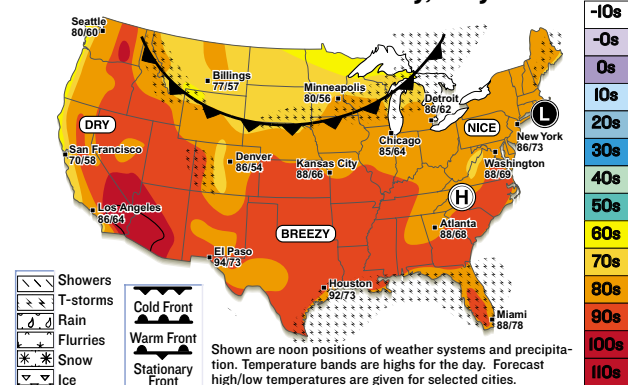 Seattle
80/60
Billings
77/57
Minneapolis
80/56
Detroit
86/62
DRY
NICE
L
New York
86/73
San Francisco
70/58
Denver
86/54
Kansas City
88/66
Chicago
85/64
Washington
88/69
H
Los Angeles
86/64
BREEZY
Atlanta
88/68
El Paso
94/73
Houston
92/73
Miami
88/78
Showers
T-storms
Rain
Flurries
Snow
Ice
Cold Front
Warm Front
Stationary
Front
Shown are noon positions of weather systems and precipita-
tion. Temperature bands are highs for the day. Forecast
high/low temperatures are given for selected cities.
-10s
-0s
0s
10s
20s
30s
40s
50s
60s
70s
80s
90s
100s
110s